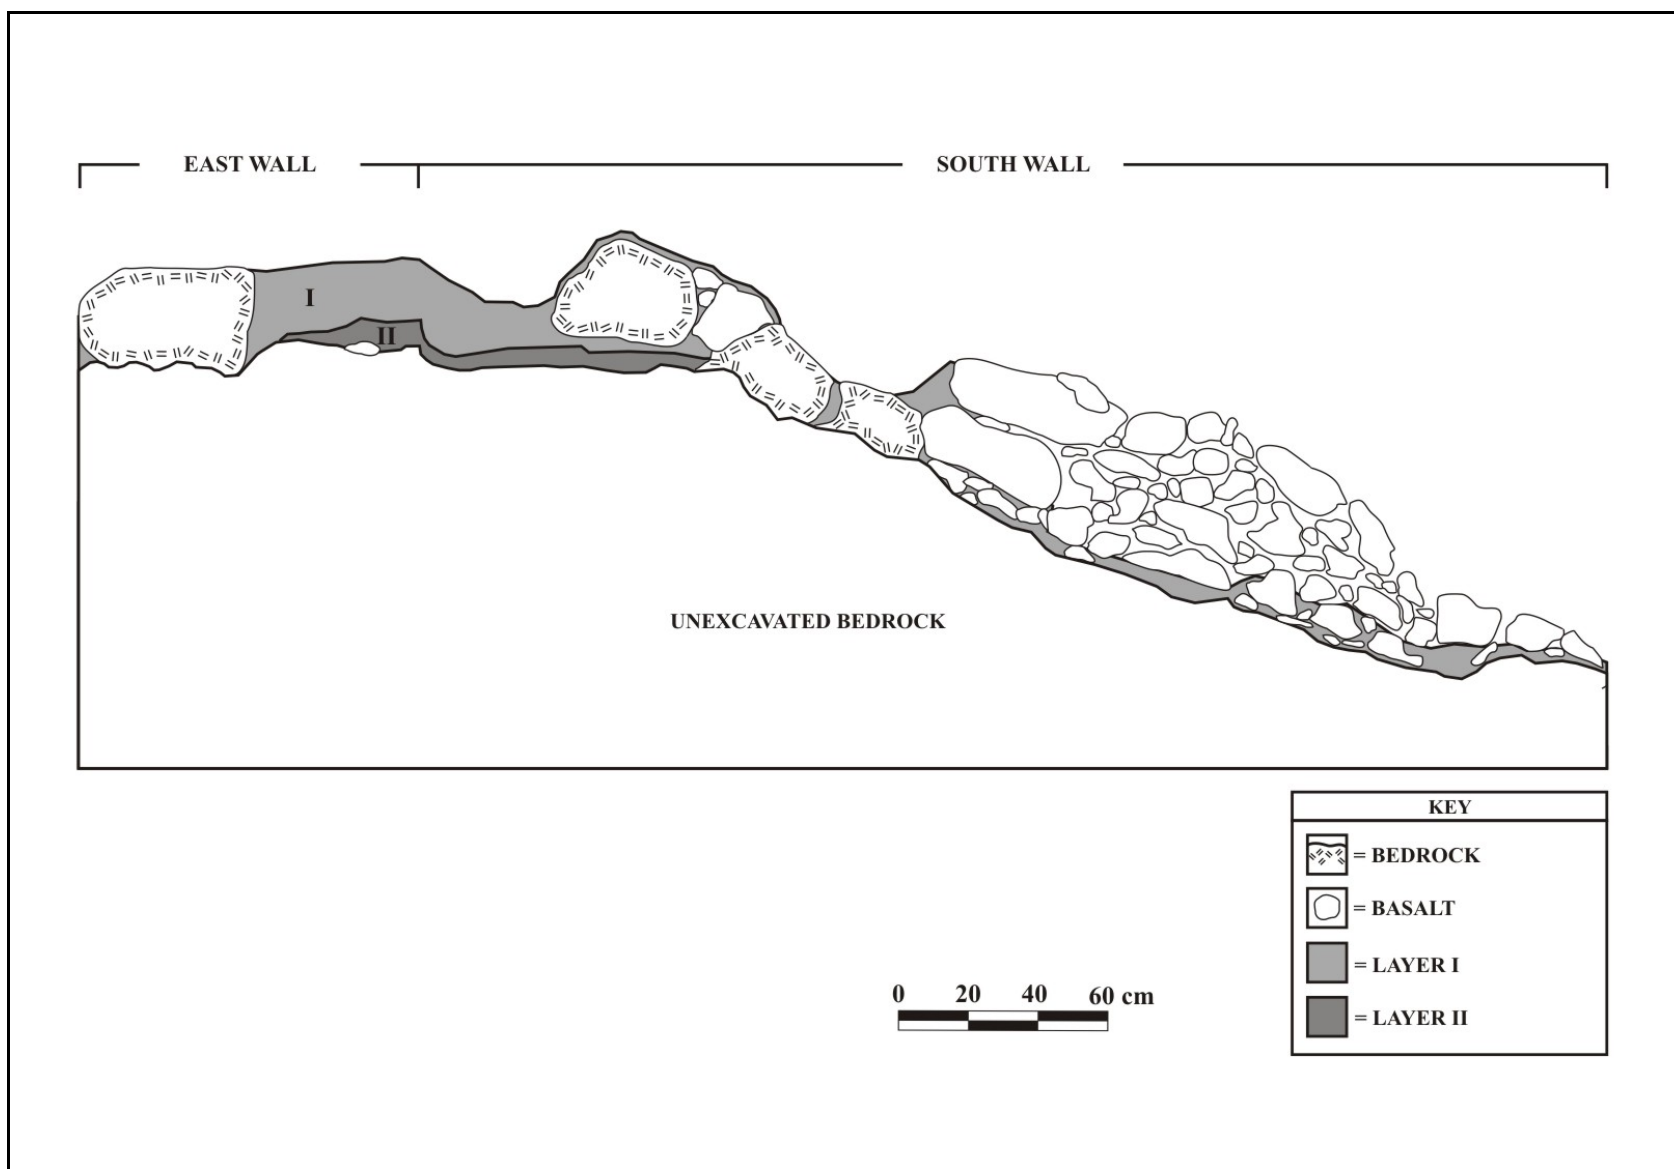 EAST WALL
SOUTH WALL
I
II
UNEXCAVATED BEDROCK
KEY
= BEDROCK
= BASALT
= LAYER I
= LAYER II
0 20 40 60 cm